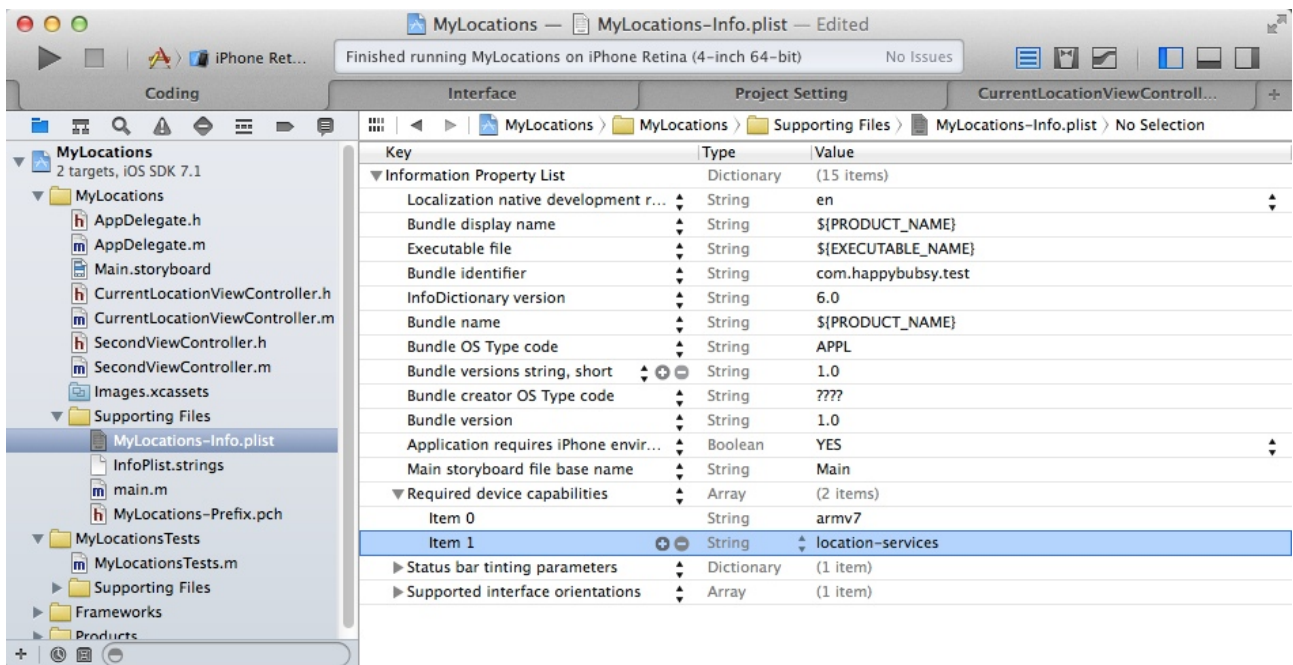 MyLocations — MyLocations-Info.plist — Edited
iPhone Ret...
Finished running MyLocations on iPhone Retina (4-inch 64-bit) No Issues
Coding Interface Project Setting CurrentLocationViewControll...
MyLocations MyLocations Supporting Files MyLocations-Info.plist No Selection
MyLocations
2 targets, iOS SDK 7.1
MyLocations
h AppDelegate.h
m AppDelegate.m
Main.storyboard
h CurrentLocationViewController.h
m CurrentLocationViewController.m
h SecondViewController.h
m SecondViewController.m
Images.xcassets
Supporting Files
MyLocations-Info.plist
InfoPlist.strings
m main.m
h MyLocations-Prefix.pch
MyLocationsTests
m MyLocationsTests.m
Supporting Files
Frameworks
Products
Key Type Value
Information Property List Dictionary (15 items)
Localization native development r... String en
Bundle display name String ${PRODUCT_NAME}
Executable file String ${EXECUTABLE_NAME}
Bundle identifier String com.happybubsy.test
InfoDictionary version String 6.0
Bundle name String ${PRODUCT_NAME}
Bundle OS Type code String APPL
Bundle versions string, short String 1.0
Bundle creator OS Type code String ????
Bundle version String 1.0
Application requires iPhone envir... Boolean YES
Main storyboard file base name String Main
Required device capabilities Array (2 items)
Item 0 String armv7
Item 1 String location-services
Status bar tinting parameters Dictionary (1 item)
Supported interface orientations Array (1 item)